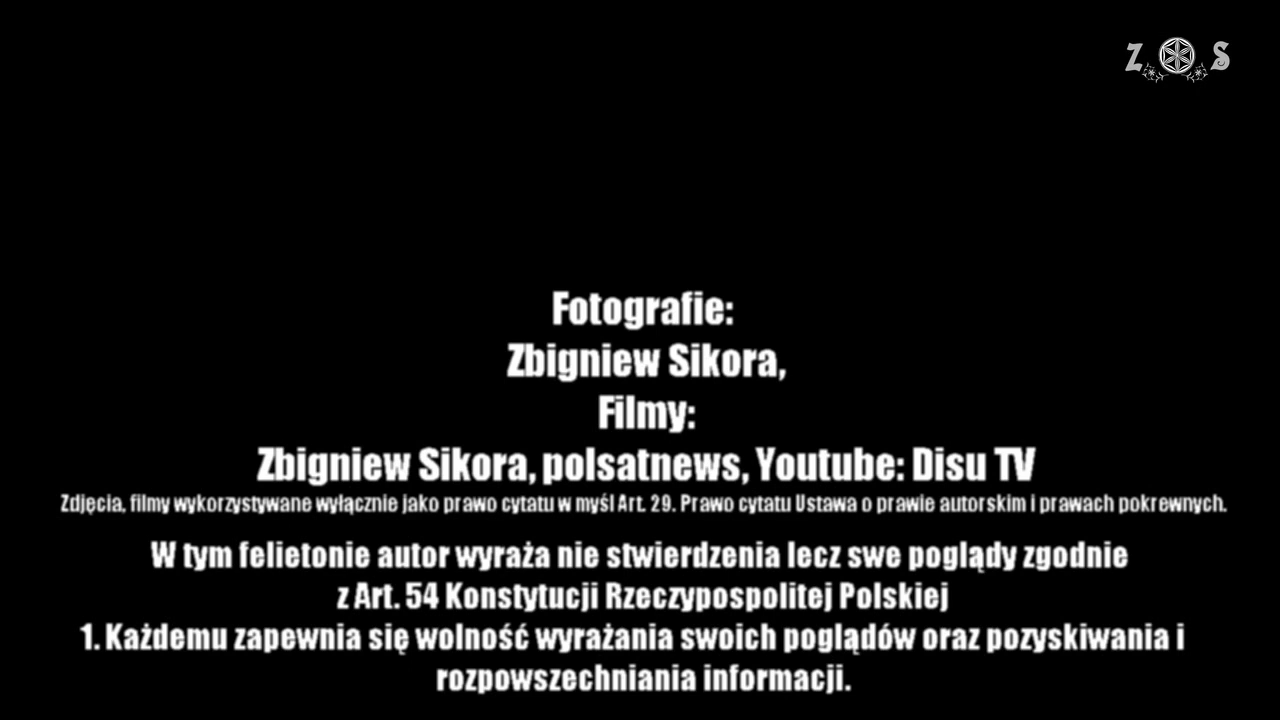 Z S
Fotografie:
Zbigniew Sikora,
Filmy:
Zbigniew Sikora, polsatnews, Youtube: Disu TV
Zdjęcia, filmy wykorzystywane wyłącznie jako prawo cytatu w myśl Art. 29. Prawo cytatu Ustawa o prawie autorskim i prawach pokrewnych.
W tym felietonie autor wyraża nie stwierdzenia lecz swe poglądy zgodnie
z Art. 54 Konstytucji Rzeczypospolitej Polskiej
1. Każdemu zapewnia się wolność wyrażania swoich poglądów oraz pozyskiwania i
rozpowszechniania informacji.